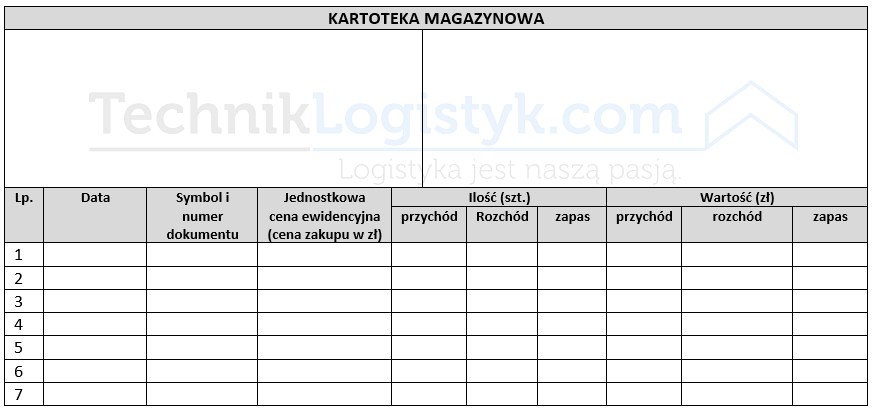 KARTOTEKA MAGAZYNOWA
TechnikLogistyk.com
Logistyka jest naszą pasją.
Lp. Data Symbol i numer dokumentu Jednostkowa cena ewidencyjna (cena zakupu w zł) Ilość (szt.) Wartość (zł)
przychód Rozchód zapas przychód rozchód zapas
1
2
3
4
5
6
7